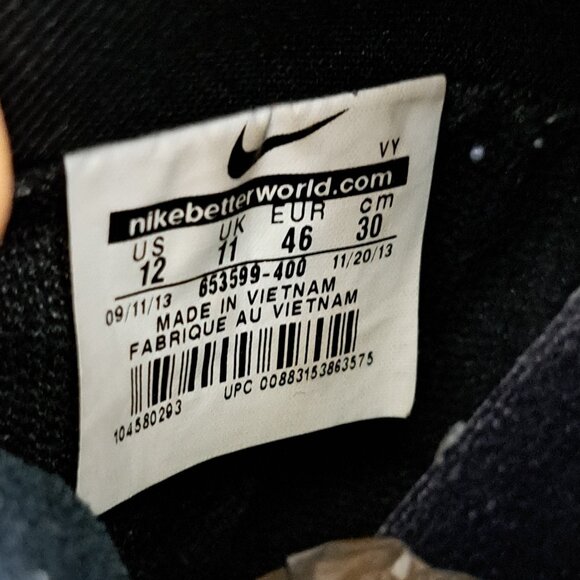 VY
nikebetterworld.com
US UK EUR cm
12 11 46 30
653599-400
09/11/13 11/20/13
MADE IN VIETNAM
FABRIQUE AU VIETNAM
104580293 UPC 00883153863575